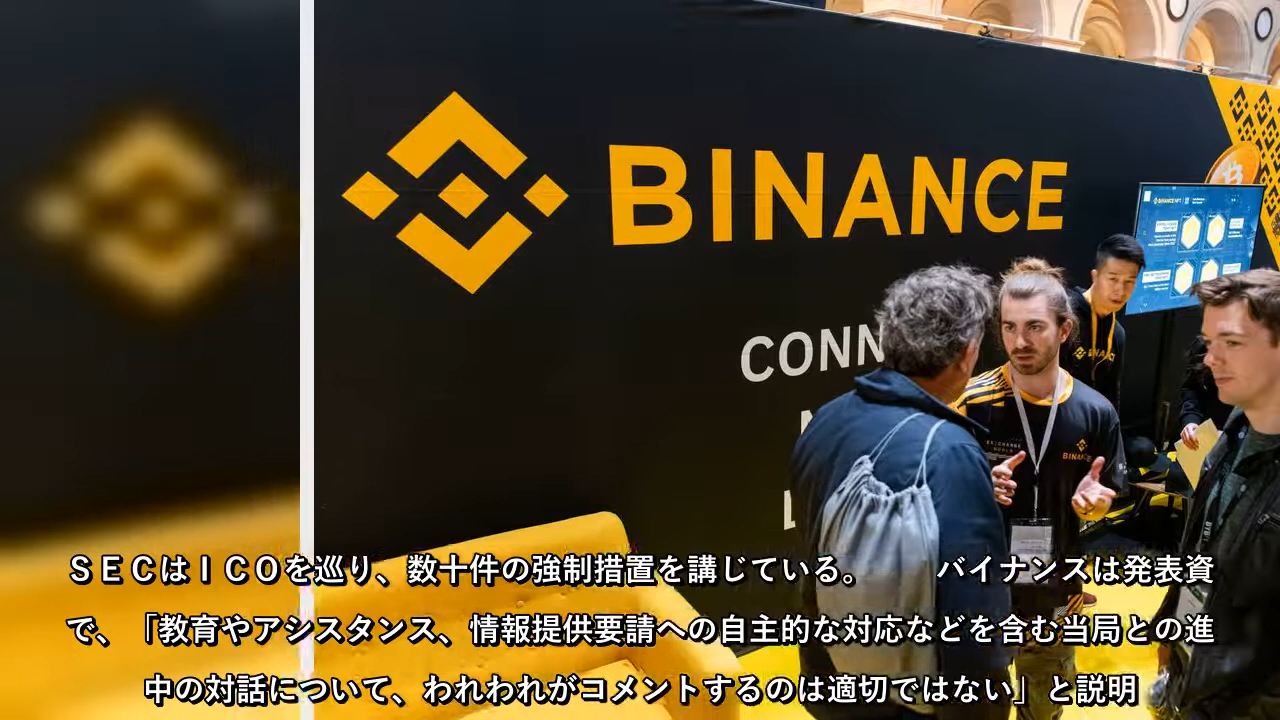 BINANCE
CONN
BINANCE NFT
BINANCE
ＳＥＣはＩＣＯを巡り、数十件の強制措置を講じている。　　バイナンスは発表資
で、「教育やアシスタンス、情報提供要請への自主的な対応などを含む当局との進
中の対話について、われわれがコメントするのは適切ではない」と説明